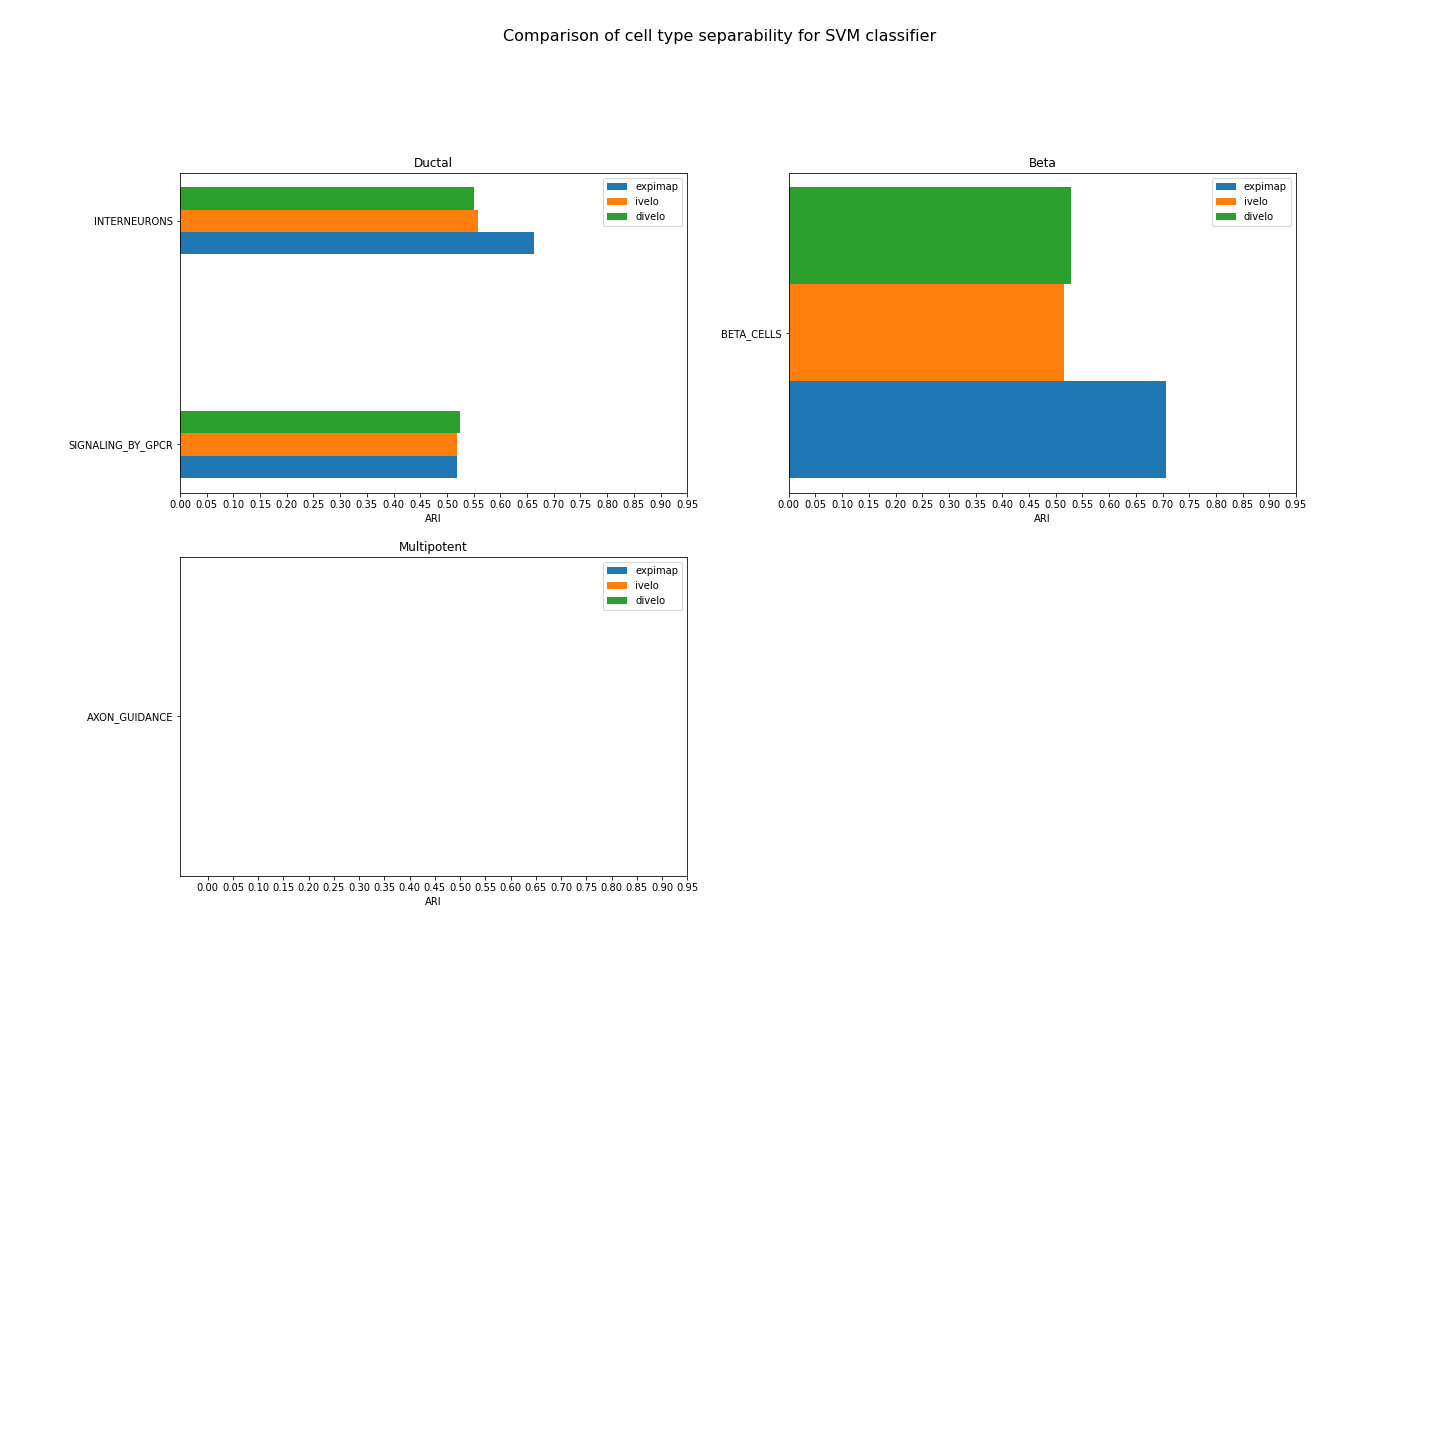 Comparison of cell type separability for SVM classifier
Ductal
expimap
ivelo
divelo
INTERNEURONS
SIGNALING_BY_GPCR
0.00 0.05 0.10 0.15 0.20 0.25 0.30 0.35 0.40 0.45 0.50 0.55 0.60 0.65 0.70 0.75 0.80 0.85 0.90 0.95
ARI
Beta
expimap
ivelo
divelo
BETA_CELLS
0.00 0.05 0.10 0.15 0.20 0.25 0.30 0.35 0.40 0.45 0.50 0.55 0.60 0.65 0.70 0.75 0.80 0.85 0.90 0.95
ARI
Multipotent
expimap
ivelo
divelo
AXON_GUIDANCE
0.00 0.05 0.10 0.15 0.20 0.25 0.30 0.35 0.40 0.45 0.50 0.55 0.60 0.65 0.70 0.75 0.80 0.85 0.90 0.95
ARI